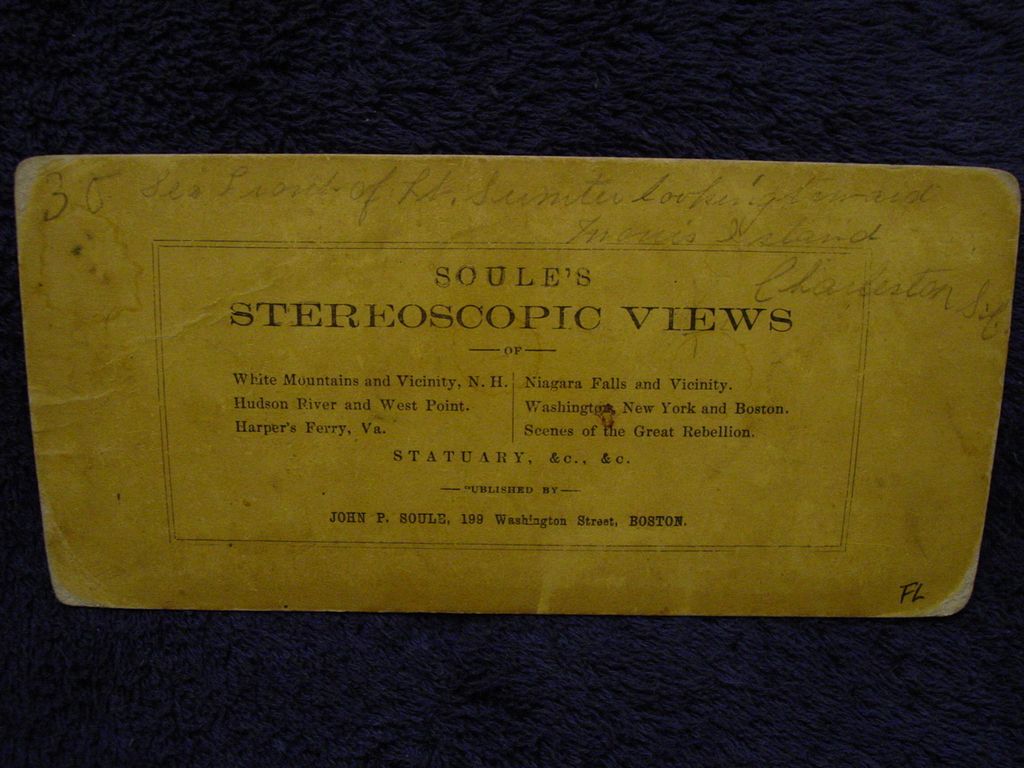 35 Sea Front of Ft. Sumter looking toward
Morris Island
Charleston S.C.
SOULE'S
STEREOSCOPIC VIEWS
OF
White Mountains and Vicinity, N. H.
Hudson River and West Point.
Harper's Ferry, Va.
Niagara Falls and Vicinity.
Washington, New York and Boston.
Scenes of the Great Rebellion.
STATUARY, &c., &c.
PUBLISHED BY
JOHN P. SOULE, 199 Washington Street, BOSTON.
FL